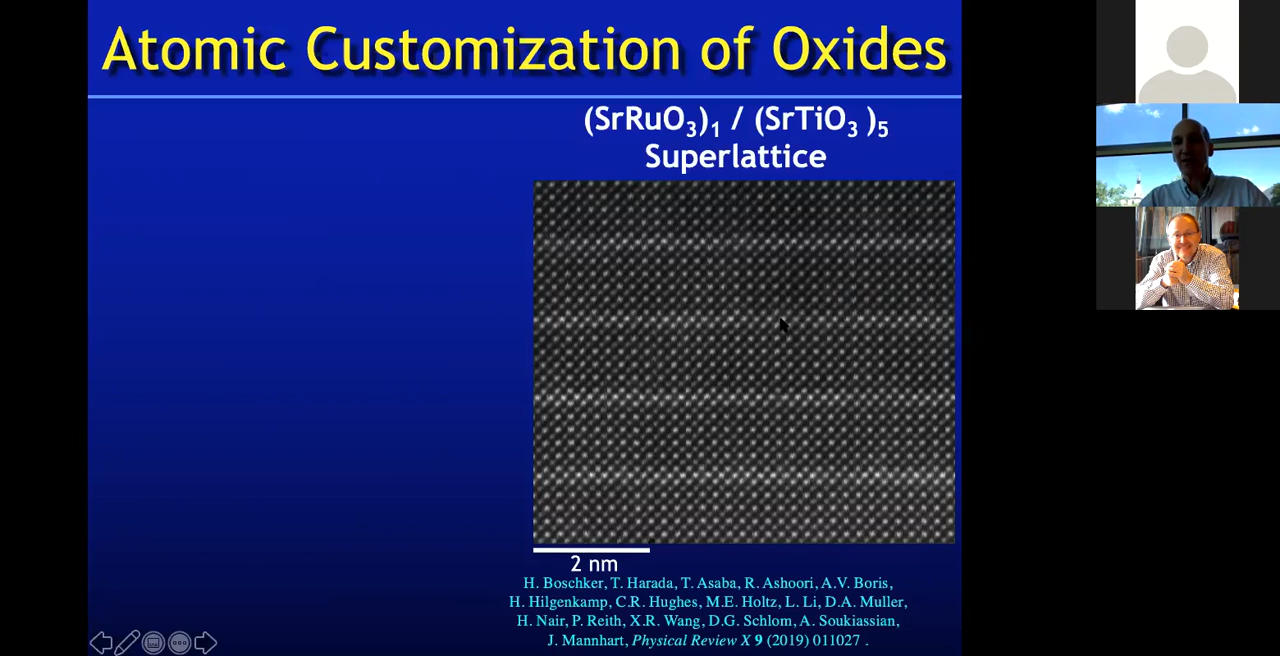 Atomic Customization of Oxides
(SrRuO₃)₁ / (SrTiO₃ )₅
Superlattice
2 nm
H. Boschker, T. Harada, T. Asaba, R. Ashoori, A.V. Boris,
H. Hilgenkamp, C.R. Hughes, M.E. Holtz, L. Li, D.A. Muller,
H. Nair, P. Reith, X.R. Wang, D.G. Schlom, A. Soukiassian,
J. Mannhart, Physical Review X 9 (2019) 011027 .